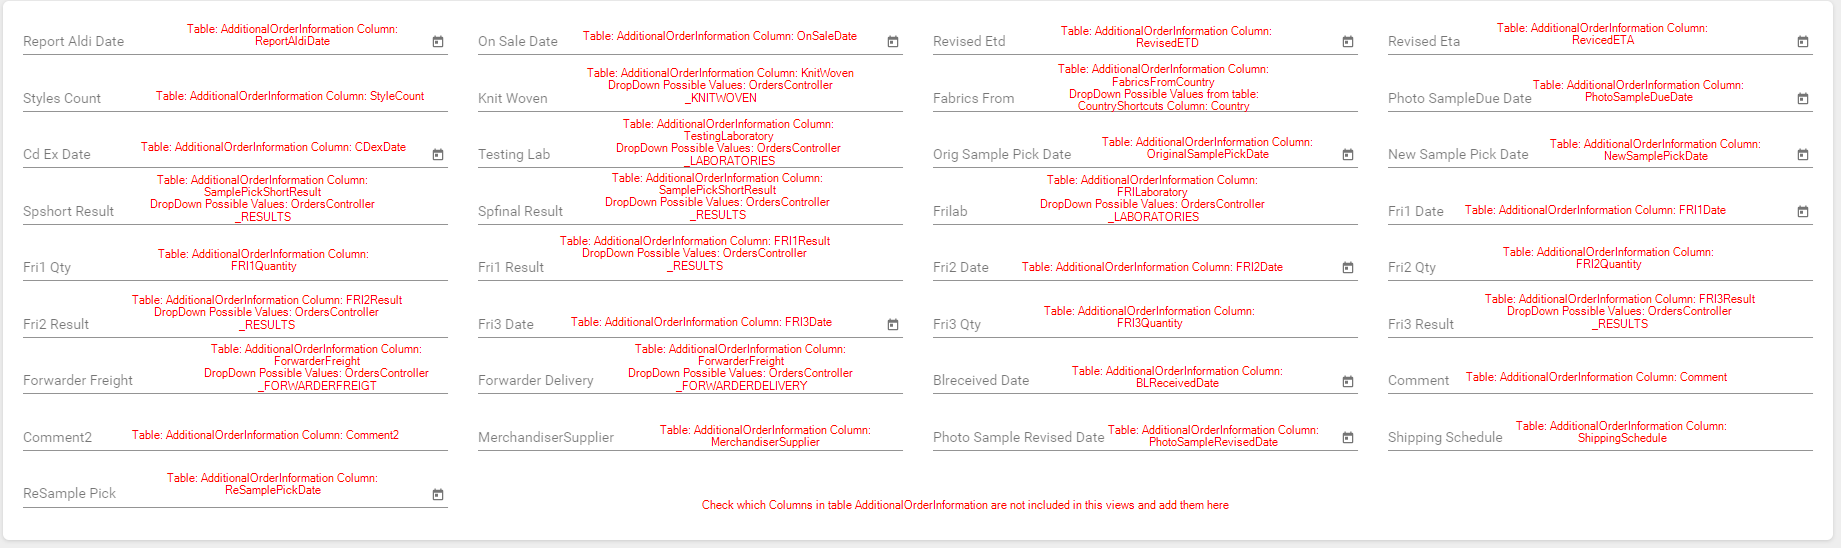 Report Aldi Date
Table: AdditionalOrderInformation Column:
ReportAldiDate
On Sale Date
Table: AdditionalOrderInformation Column: OnSaleDate
Revised Etd
Table: AdditionalOrderInformation Column:
RevisedETD
Revised Eta
Table: AdditionalOrderInformation Column:
RevicedETA
Styles Count
Table: AdditionalOrderInformation Column: StyleCount
Knit Woven
Table: AdditionalOrderInformation Column: KnitWoven
DropDown Possible Values: OrdersController
_KNITWOVEN
Fabrics From
Table: AdditionalOrderInformation Column:
FabricsFromCountry
DropDown Possible Values from table:
CountryShortcuts Column: Country
Photo SampleDue Date
Table: AdditionalOrderInformation Column:
PhotoSampleDueDate
Cd Ex Date
Table: AdditionalOrderInformation Column: CDexDate
Testing Lab
Table: AdditionalOrderInformation Column:
TestingLaboratory
DropDown Possible Values: OrdersController
_LABORATORIES
Orig Sample Pick Date
Table: AdditionalOrderInformation Column:
OriginalSamplePickDate
New Sample Pick Date
Table: AdditionalOrderInformation Column:
NewSamplePickDate
Spshort Result
Table: AdditionalOrderInformation Column:
SamplePickShortResult
DropDown Possible Values: OrdersController
_RESULTS
Spfinal Result
Table: AdditionalOrderInformation Column:
SamplePickShortResult
DropDown Possible Values: OrdersController
_RESULTS
Frilab
Table: AdditionalOrderInformation Column:
FRILaboratory
DropDown Possible Values: OrdersController
_LABORATORIES
Fri1 Date
Table: AdditionalOrderInformation Column: FRI1Date
Fri1 Qty
Table: AdditionalOrderInformation Column:
FRI1Quantity
Fri1 Result
Table: AdditionalOrderInformation Column: FRI1Result
DropDown Possible Values: OrdersController
_RESULTS
Fri2 Date
Table: AdditionalOrderInformation Column: FRI2Date
Fri2 Qty
Table: AdditionalOrderInformation Column:
FRI2Quantity
Fri2 Result
Table: AdditionalOrderInformation Column: FRI2Result
DropDown Possible Values: OrdersController
_RESULTS
Fri3 Date
Table: AdditionalOrderInformation Column: FRI3Date
Fri3 Qty
Table: AdditionalOrderInformation Column:
FRI3Quantity
Fri3 Result
Table: AdditionalOrderInformation Column: FRI3Result
DropDown Possible Values: OrdersController
_RESULTS
Forwarder Freight
Table: AdditionalOrderInformation Column:
ForwarderFreight
DropDown Possible Values: OrdersController
_FORWARDERFREIGT
Forwarder Delivery
Table: AdditionalOrderInformation Column:
ForwarderFreight
DropDown Possible Values: OrdersController
_FORWARDERDELIVERY
Blreceived Date
Table: AdditionalOrderInformation Column:
BLReceivedDate
Comment
Table: AdditionalOrderInformation Column: Comment
Comment2
Table: AdditionalOrderInformation Column: Comment2
MerchandiserSupplier
Table: AdditionalOrderInformation Column:
MerchandiserSupplier
Photo Sample Revised Date
Table: AdditionalOrderInformation Column:
PhotoSampleRevisedDate
Shipping Schedule
Table: AdditionalOrderInformation Column:
ShippingSchedule
ReSample Pick
Table: AdditionalOrderInformation Column:
ReSamplePickDate
Check which Columns in table AdditionalOrderInformation are not included in this views and add them here